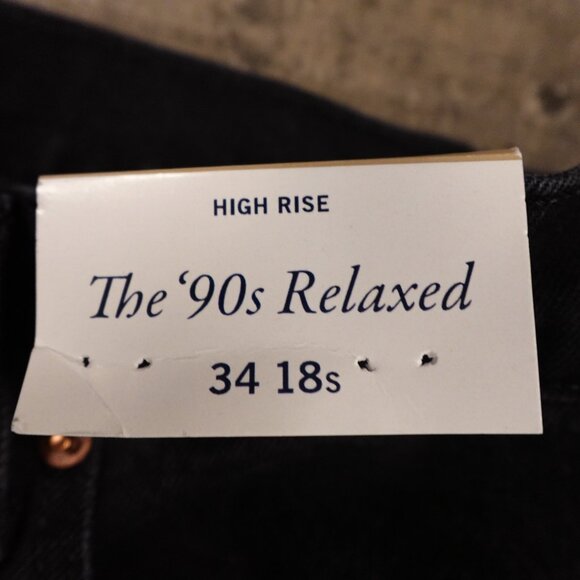 HIGH RISE
The ‘90s Relaxed
34 18s